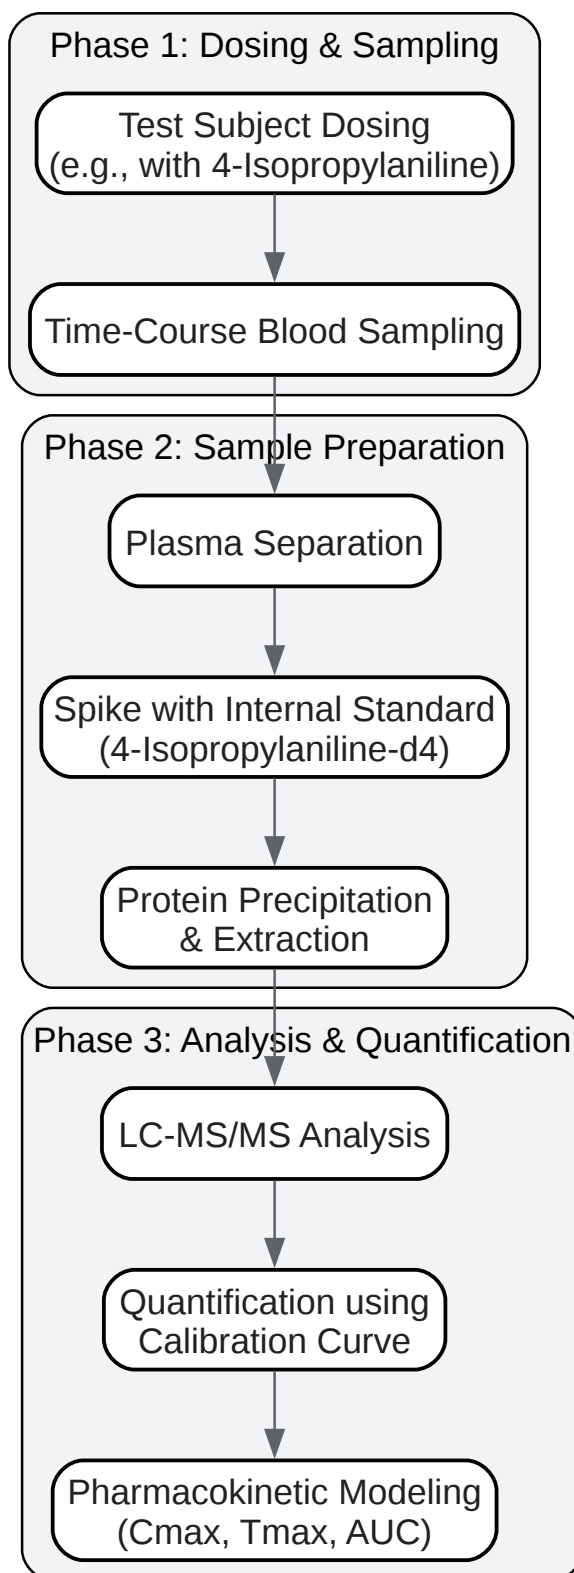 Phase 1: Dosing & Sampling
Test Subject Dosing
(e.g., with 4-Isopropylaniline)
Time-Course Blood Sampling
Phase 2: Sample Preparation
Plasma Separation
Spike with Internal Standard
(4-Isopropylaniline-d4)
Protein Precipitation
& Extraction
Phase 3: Analysis & Quantification
LC-MS/MS Analysis
Quantification using
Calibration Curve
Pharmacokinetic Modeling
(Cmax, Tmax, AUC)